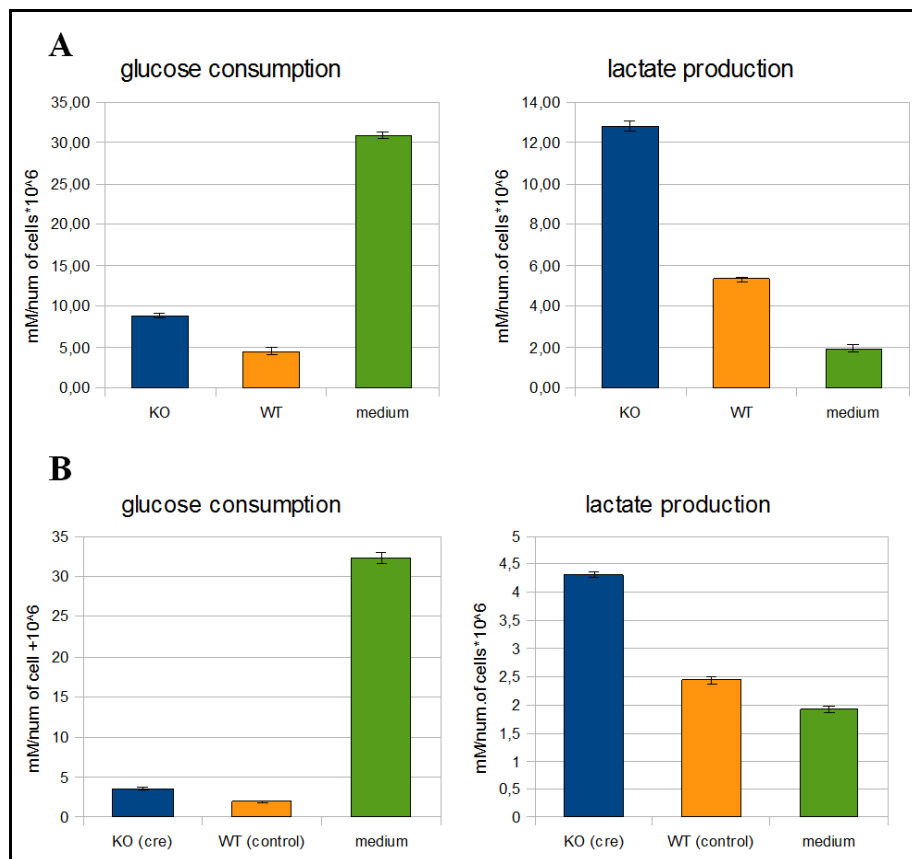 A
glucose consumption
35,00
30,00
25,00
20,00
15,00
10,00
5,00
0,00
mM/num of cells*10^6
KO WT medium
lactate production
14,00
12,00
10,00
8,00
6,00
4,00
2,00
0,00
mM/num.of cells*10^6
KO WT medium
B
glucose consumption
35
30
25
20
15
10
5
0
mM/num of cell +10^6
KO (cre) WT (control) medium
lactate production
5
4,5
4
3,5
3
2,5
2
1,5
1
0,5
0
mM/num.of cells*10^6
KO (cre) WT (control) medium